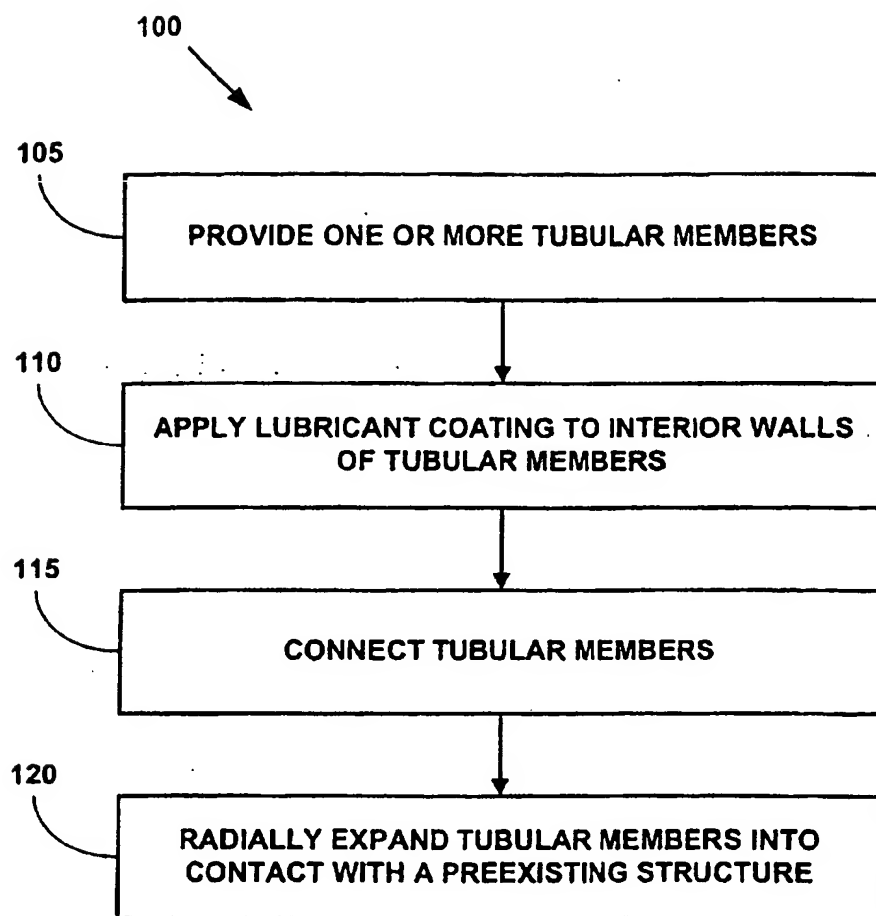 100
105
PROVIDE ONE OR MORE TUBULAR MEMBERS
110
APPLY LUBRICANT COATING TO INTERIOR WALLS
OF TUBULAR MEMBERS
115
CONNECT TUBULAR MEMBERS
120
RADIALLY EXPAND TUBULAR MEMBERS INTO
CONTACT WITH A PREEXISTING STRUCTURE